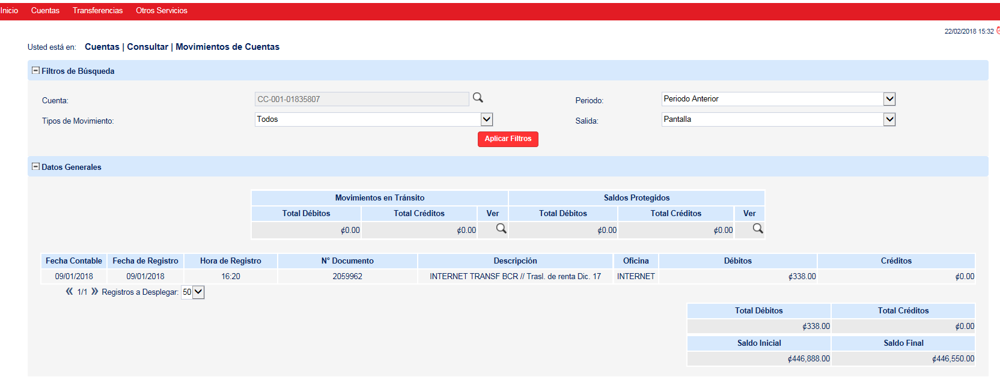 Inicio Cuentas Transferencias Otros Servicios
22/02/2018 15:32
Usted está en: Cuentas | Consultar | Movimientos de Cuentas
Filtros de Búsqueda
Cuenta: CC-001-01835807 Periodo: Periodo Anterior
Tipos de Movimiento: Todos Salida: Pantalla
Aplicar Filtros
Datos Generales
Movimientos en Tránsito Saldos Protegidos
Total Débitos Total Créditos Ver Total Débitos Total Créditos Ver
¢0.00 ¢0.00 ¢0.00 ¢0.00
Fecha Contable Fecha de Registro Hora de Registro N° Documento Descripción Oficina Débitos Créditos
09/01/2018 09/01/2018 16:20 2059962 INTERNET TRANSF BCR // Trasl. de renta Dic. 17 INTERNET ¢338.00 ¢0.00
« 1/1 » Registros a Desplegar: 50
Total Débitos Total Créditos
¢338.00 ¢0.00
Saldo Inicial Saldo Final
¢446,888.00 ¢446,550.00